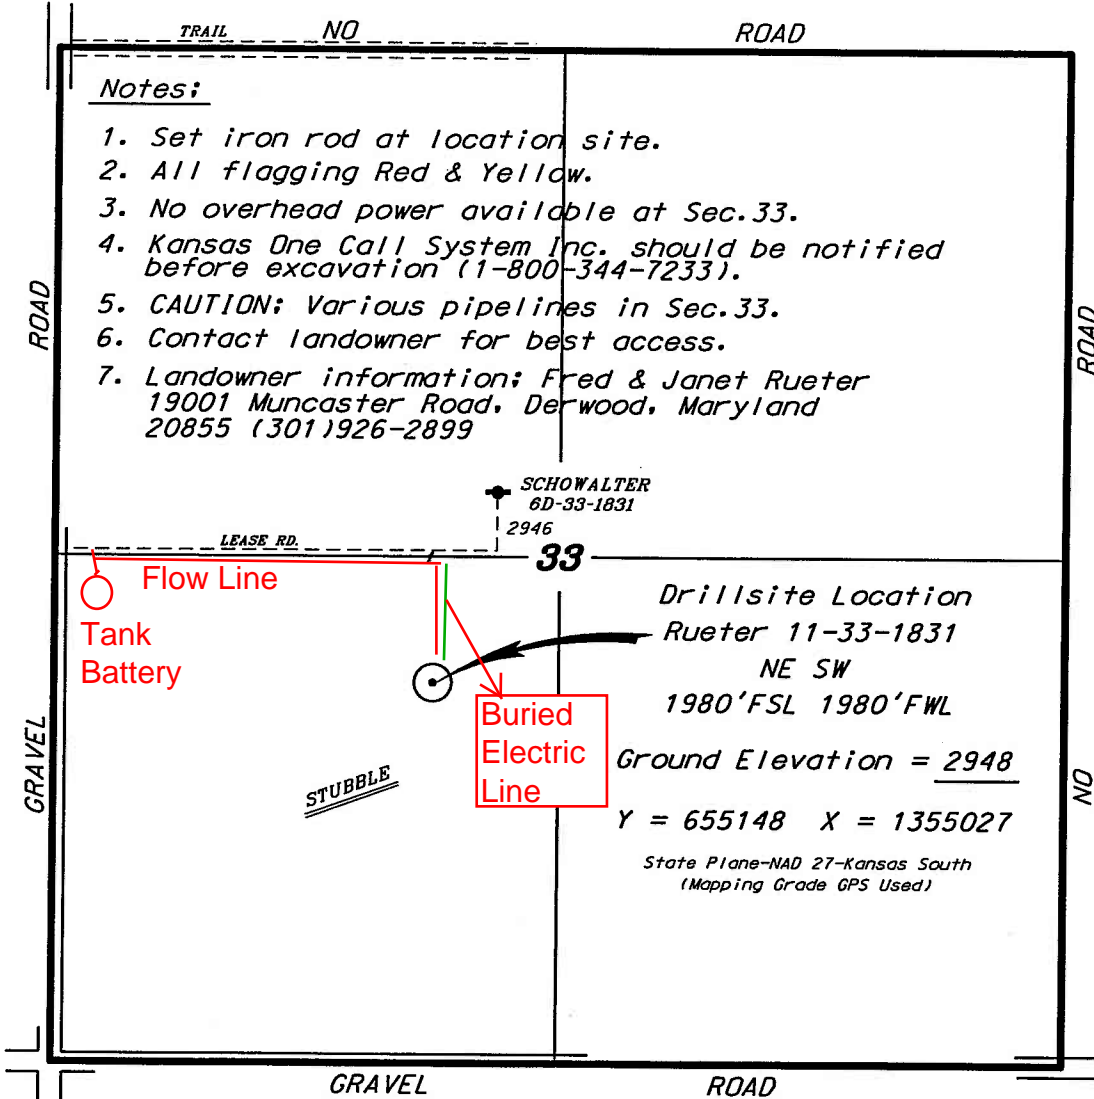 TRAIL NO ROAD
Notes:
1. Set iron rod at location site.
2. All flagging Red & Yellow.
3. No overhead power available at Sec.33.
4. Kansas One Call System Inc. should be notified
before excavation (1-800-344-7233).
5. CAUTION: Various pipelines in Sec.33.
6. Contact landowner for best access.
7. Landowner information: Fred & Janet Rueter
19001 Muncaster Road, Derwood, Maryland
20855 (301)926-2899
ROAD
ROAD
SCHOWALTER
6D-33-1831
2946
LEASE RD.
33
Flow Line
Tank
Battery
Drillsite Location
Rueter 11-33-1831
NE SW
1980'FSL 1980'FWL
Buried
Electric
Line
Ground Elevation = 2948
STUBBLE
GRAVEL
NO
Y = 655148 X = 1355027
State Plane-NAD 27-Kansas South
(Mapping Grade GPS Used)
GRAVEL ROAD